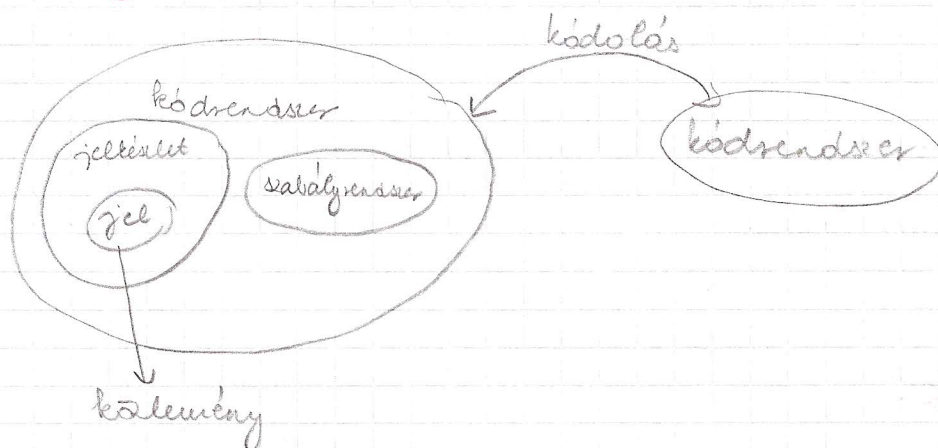 kódolás
kódrendszer
kódrendszer
jelkészlet
szabályrendszer
jel
közlemény